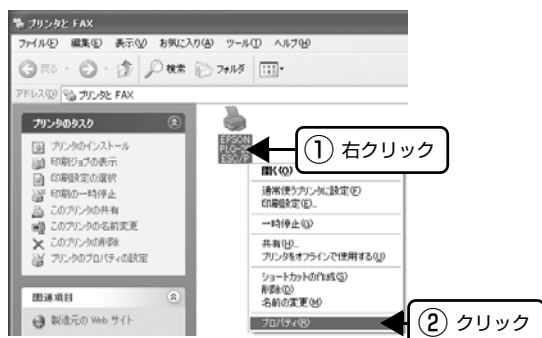 プリンタと FAX
ファイル(F) 編集(E) 表示(V) お気に入り(A) ツール(T) ヘルプ(H)
戻る 検索 フォルダ
アドレス(D) プリンタと FAX
プリンタのタスク
プリンタのインストール
印刷ジョブの表示
印刷設定の選択
印刷の一時停止
このプリンタの共有
このプリンタの名前変更
このプリンタの削除
プリンタのプロパティの設定
関連項目
製造元の Web サイト
EPSON
PLQ-2
ESC/P
① 右クリック
開く(O)
通常使うプリンタに設定(F)
印刷設定(E)...
一時停止(G)
共有(H)...
プリンタをオフラインで使用する(U)
ショートカットの作成(S)
削除(D)
名前の変更(M)
プロパティ(R)
② クリック